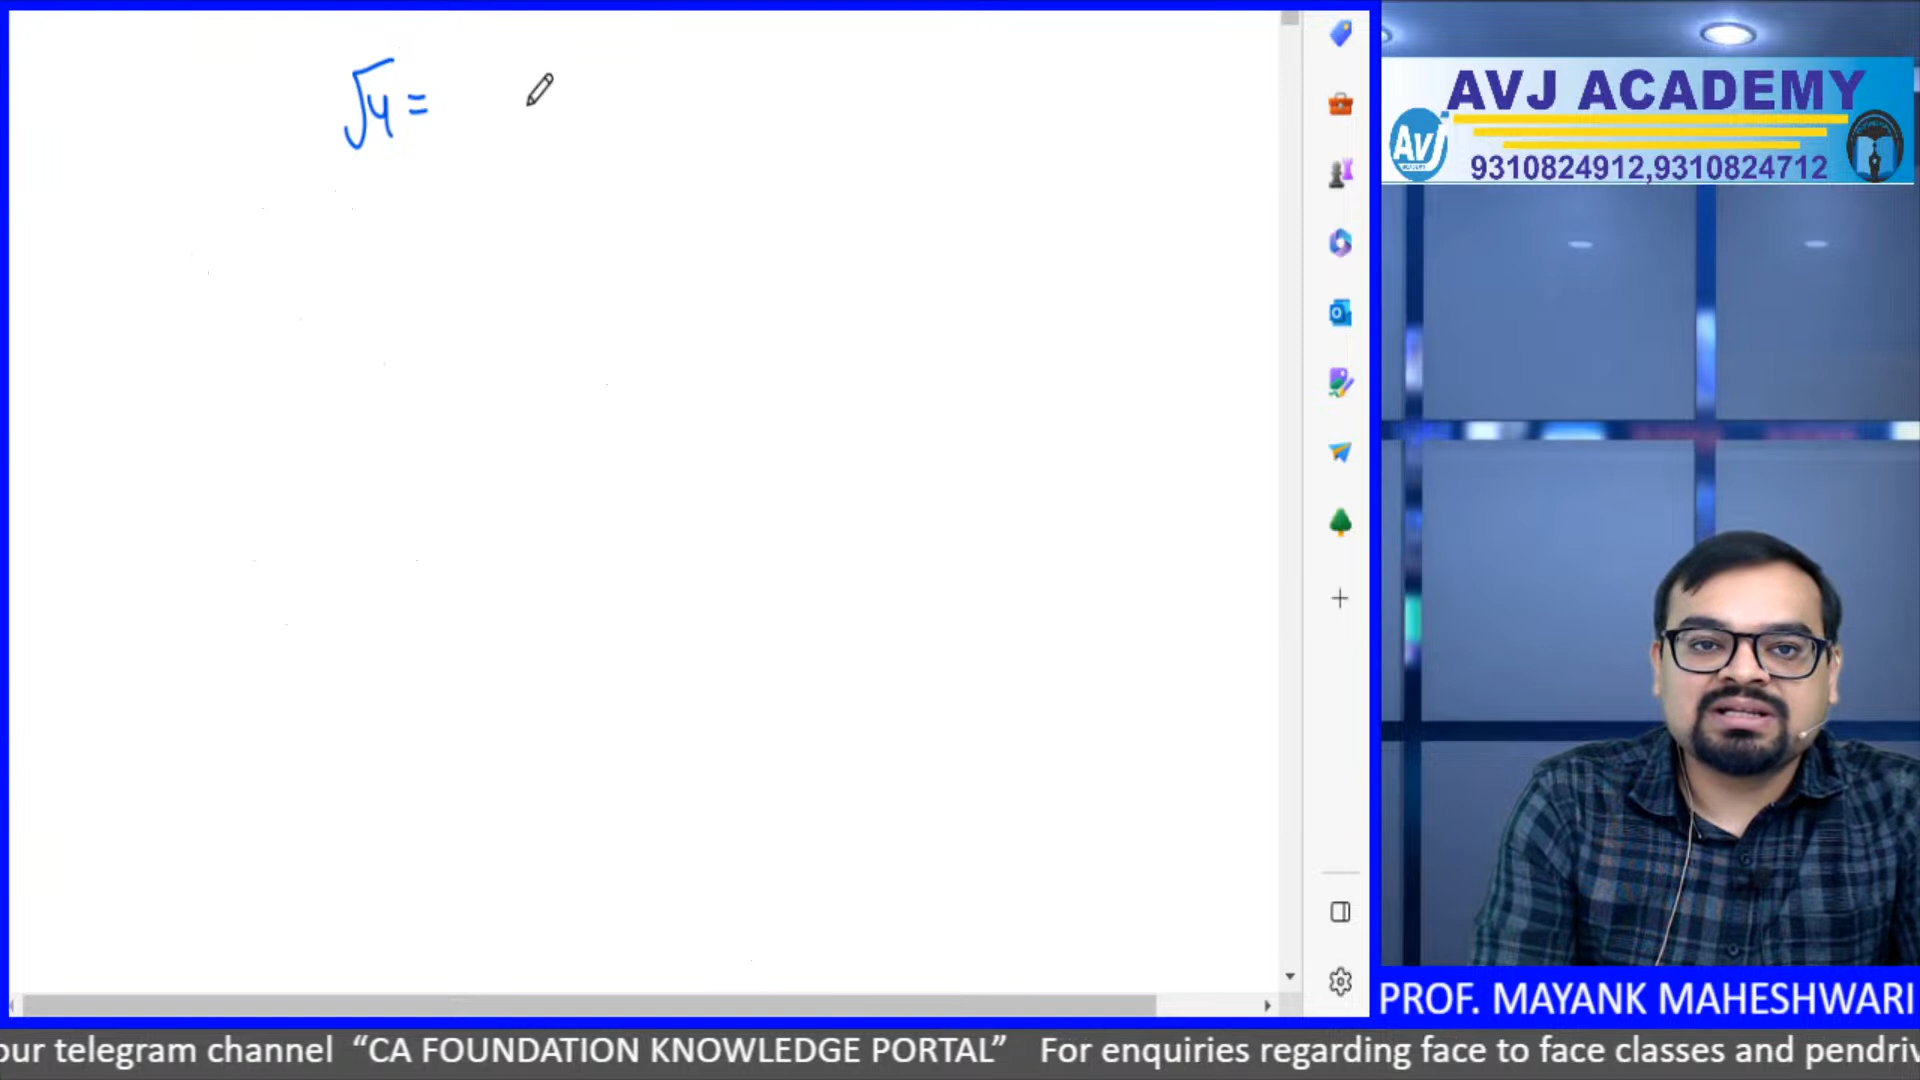 √4 =
AVJ ACADEMY
AVJ
9310824912,9310824712
PROF. MAYANK MAHESHWARI
our telegram channel “CA FOUNDATION KNOWLEDGE PORTAL” For enquiries regarding face to face classes and pendriv